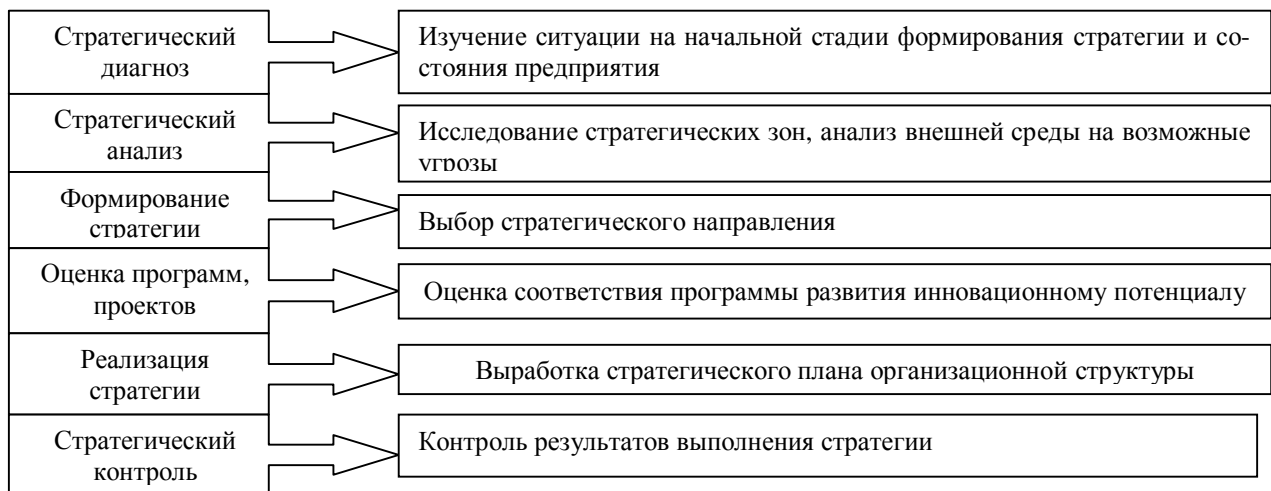 Стратегический
диагноз
Изучение ситуации на начальной стадии формирования стратегии и со-
стояния предприятия
Стратегический
анализ
Исследование стратегических зон, анализ внешней среды на возможные
угрозы
Формирование
стратегии
Выбор стратегического направления
Оценка программ,
проектов
Оценка соответствия программы развития инновационному потенциалу
Реализация
стратегии
Выработка стратегического плана организационной структуры
Стратегический
контроль
Контроль результатов выполнения стратегии